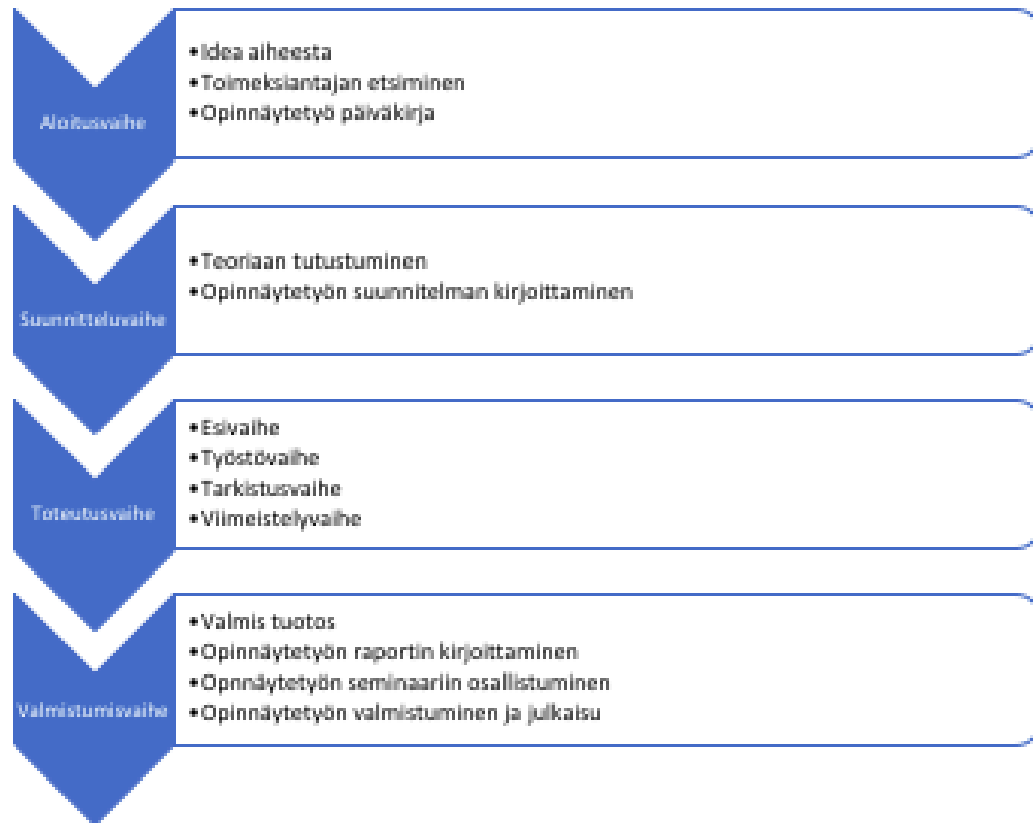 Aloitusvaihe
•Idea aiheesta
•Toimeksiantajan etsiminen
•Opinnäytetyö päiväkirja
Suunnitteluvaihe
•Teoriaan tutustuminen
•Opinnäytetyön suunnitelman kirjoittaminen
Toteutusvaihe
•Esivaihe
•Työstövaihe
•Tarkistusvaihe
•Viimeistelyvaihe
Valmistumisvaihe
•Valmis tuotos
•Opinnäytetyön raportin kirjoittaminen
•Opnnäytetyön seminaariin osallistuminen
•Opinnäytetyön valmistuminen ja julkaisu